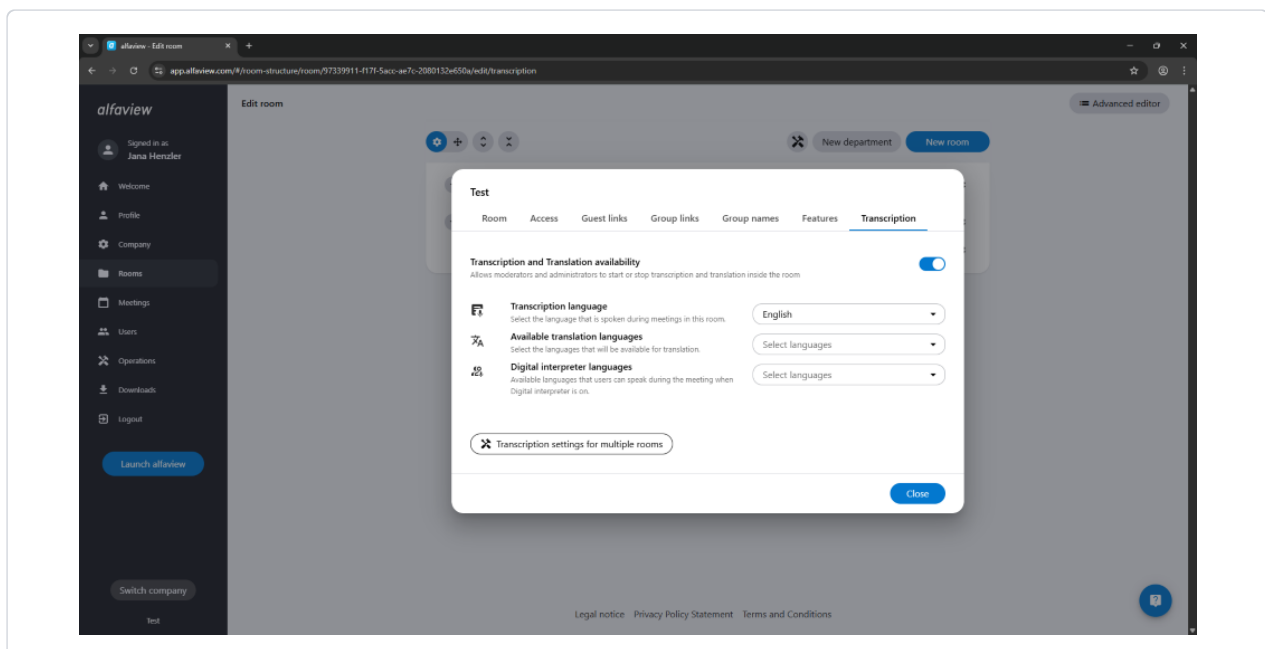 alfaview - Edit room
app.alfaview.com/#/room-structure/room/97339911-f17f-5acc-ae7c-2080132e650a/edit/transcription
alfaview
Edit room
Advanced editor
Signed in as:
Jana Henzler
New department
New room
Welcome
Profile
Company
Rooms
Meetings
Users
Operations
Downloads
Logout
Launch alfaview
Switch company
Test
Test
Room Access Guest links Group links Group names Features Transcription
Transcription and Translation availability
Allows moderators and administrators to start or stop transcription and translation inside the room
Transcription language
Select the language that is spoken during meetings in this room.
English
Available translation languages
Select the languages that will be available for translation.
Select languages
Digital interpreter languages
Available languages that users can speak during the meeting when
Digital interpreter is on.
Select languages
Transcription settings for multiple rooms
Close
Legal notice Privacy Policy Statement Terms and Conditions